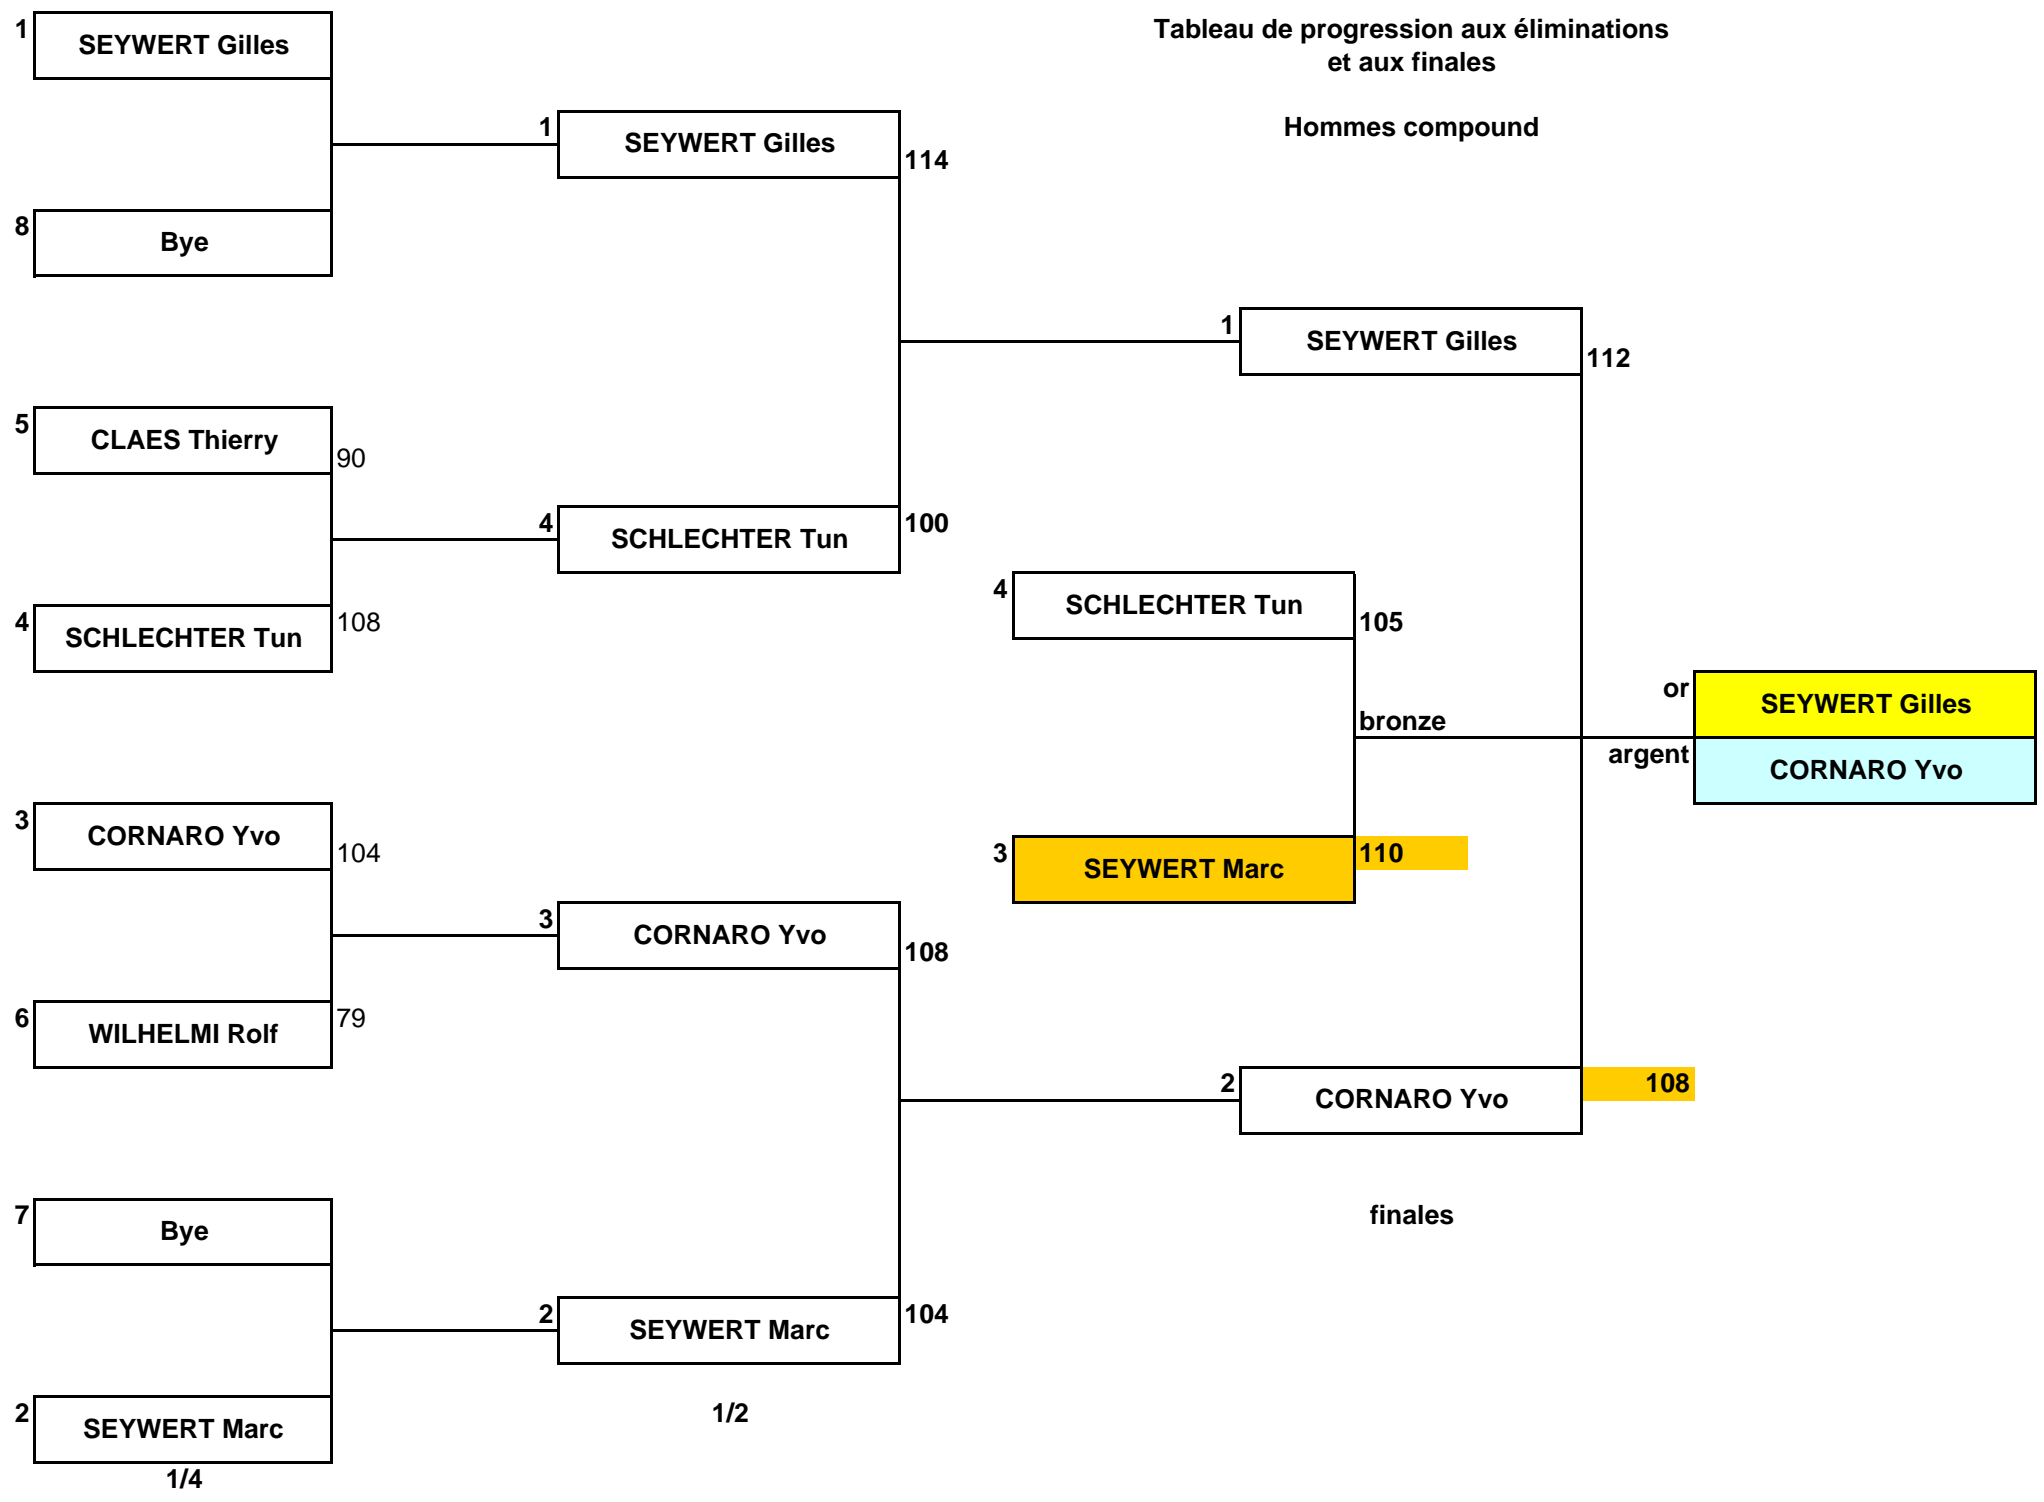 Tableau de progression aux éliminations
et aux finales
Hommes compound
1 SEYWERT Gilles
8 Bye
5 CLAES Thierry 90
4 SCHLECHTER Tun 108
3 CORNARO Yvo 104
6 WILHELMI Rolf 79
7 Bye
2 SEYWERT Marc
1/4
1 SEYWERT Gilles 114
4 SCHLECHTER Tun 100
3 CORNARO Yvo 108
2 SEYWERT Marc 104
1/2
4 SCHLECHTER Tun 105
bronze
3 SEYWERT Marc 110
1 SEYWERT Gilles 112
2 CORNARO Yvo 108
finales
or SEYWERT Gilles
argent CORNARO Yvo